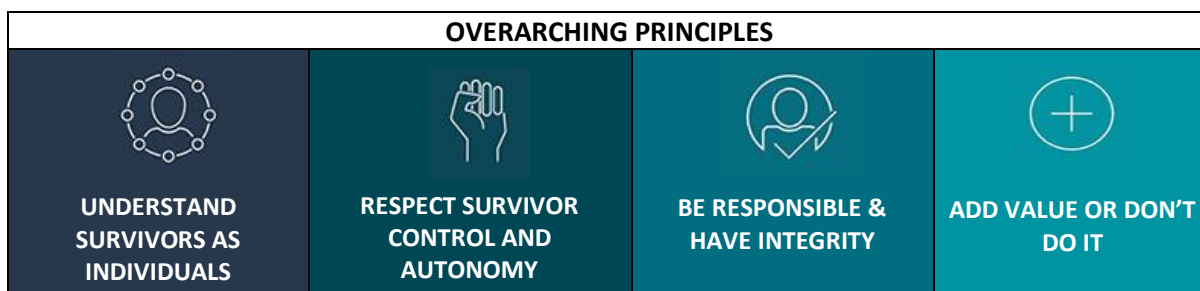 OVERARCHING PRINCIPLES
UNDERSTAND
SURVIVORS AS
INDIVIDUALS
RESPECT SURVIVOR
CONTROL AND
AUTONOMY
BE RESPONSIBLE &
HAVE INTEGRITY
ADD VALUE OR DON’T
DO IT